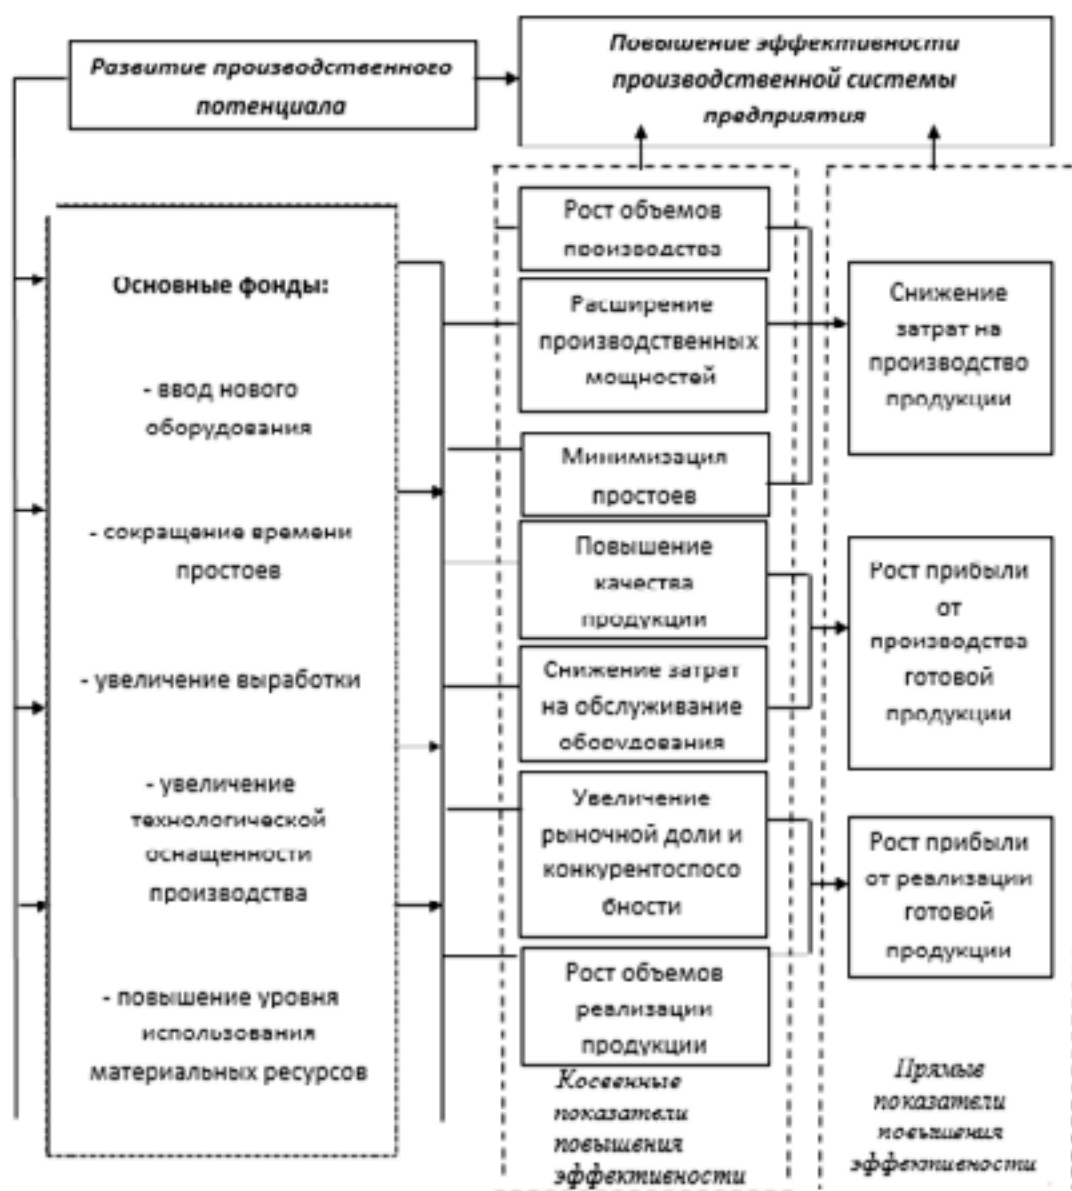 Развитие производственного
потенциала
Повышение эффективности
производственной системы
предприятия
Основные фонды:
- ввод нового
оборудования
- сокращение времени
простоев
- увеличение выработки
- увеличение
технологической
оснащенности
производства
- повышение уровня
использования
материальных ресурсов
Рост объемов
производства
Расширение
производственных
мощностей
Минимизация
простоев
Повышение
качества
продукции
Снижение затрат
на обслуживание
оборудования
Увеличение
рыночной доли и
конкурентоспосо
бности
Рост объемов
реализации
продукции
Косвенные
показатели
повышения
эффективности
Снижение
затрат на
производство
продукции
Рост прибыли
от
производства
готовой
продукции
Рост прибыли
от реализации
готовой
продукции
Прямые
показатели
повышения
эффективности